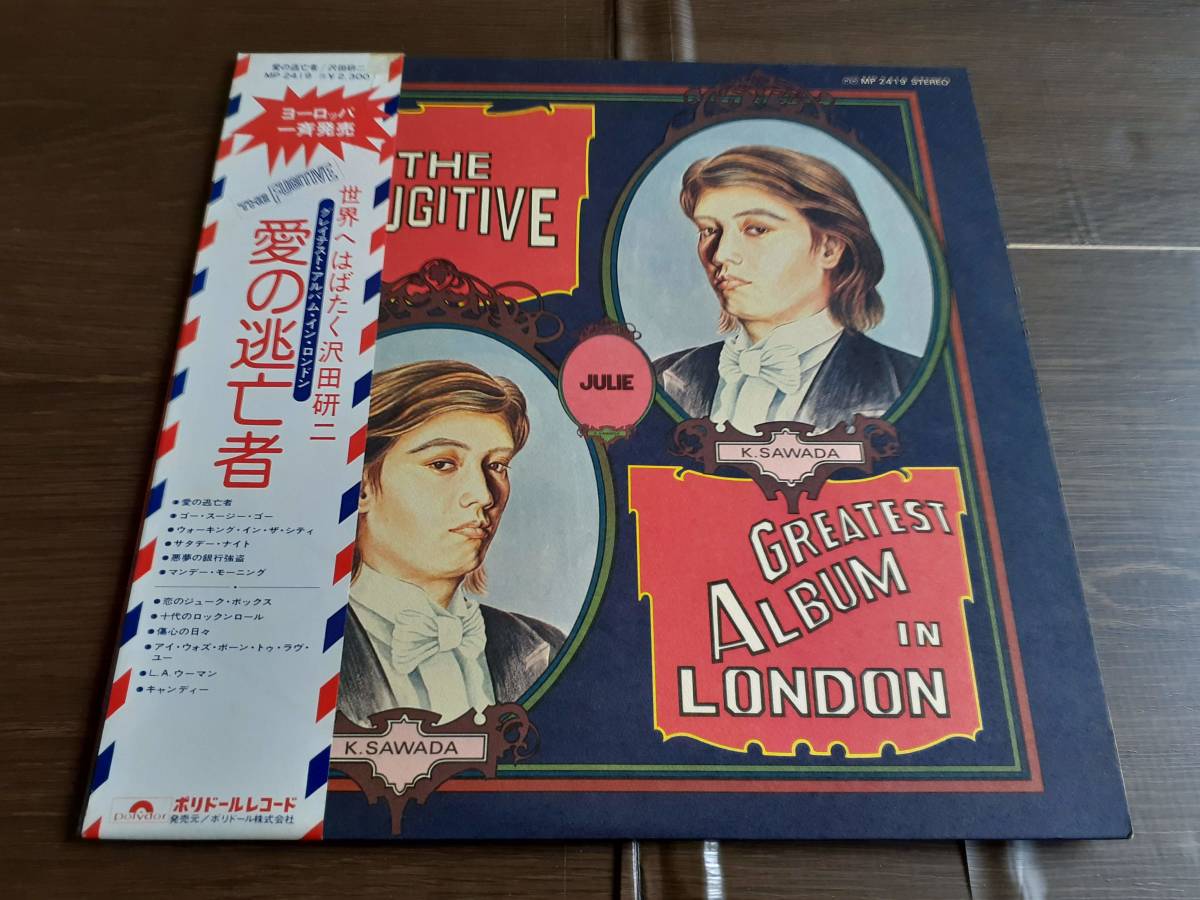 愛の逃亡者/沢田研二
MP 2419 ¥2,300
ヨーロッパ
一斉発売
THE FUGITIVE
世界へはばたく沢田研二
グレイテスト・アルバム・イン・ロンドン
愛の逃亡者
●愛の逃亡者
●ゴー・スージー・ゴー
●ウォーキング・イン・ザ・シティ
●サタデー・ナイト
●悪夢の銀行強盗
●マンデー・モーニング
●恋のジューク・ボックス
●十代のロックンロール
●傷心の日々
●アイ・ウォズ・ボーン・トゥ・ラヴ・
ユー
●L.A.ウーマン
●キャンディー
polydor
ポリドールレコード
発売元/ポリドール株式会社
MP 2419 STEREO
THE
UGITIVE
JULIE
K.SAWADA
K.SAWADA
GREATEST
ALBUM
IN
LONDON